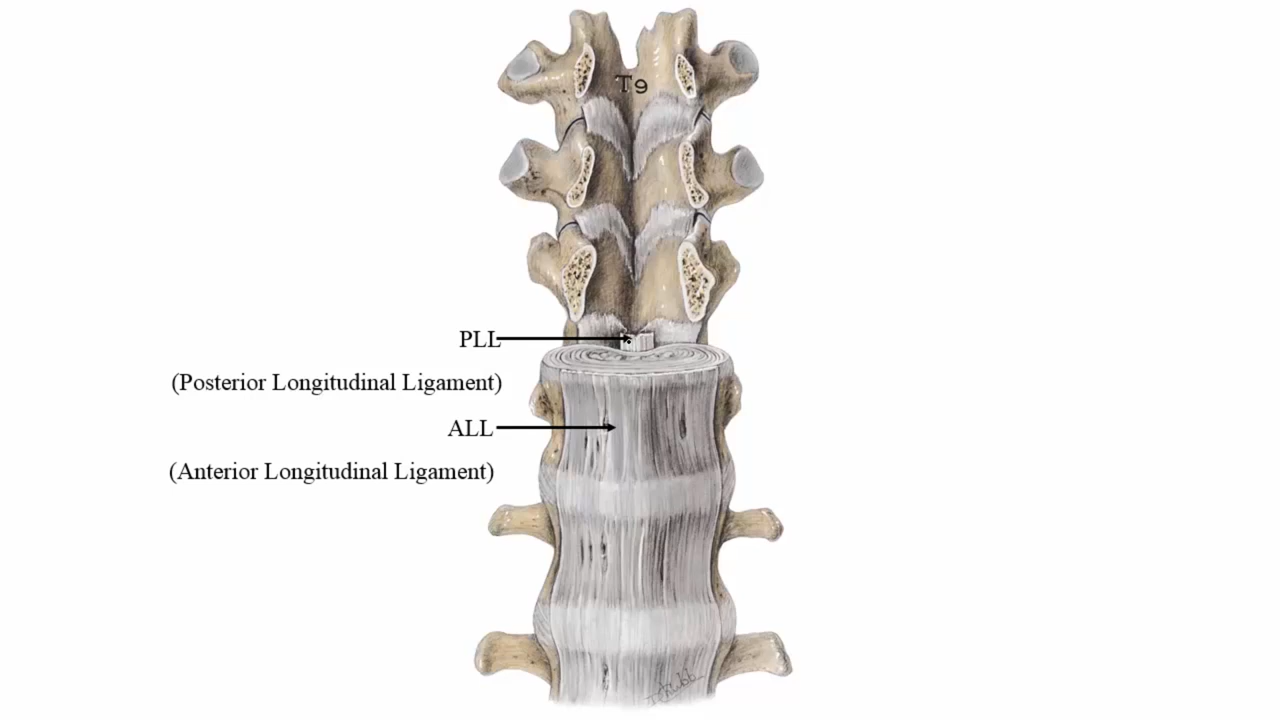 T9
PLL
(Posterior Longitudinal Ligament)
ALL
(Anterior Longitudinal Ligament)